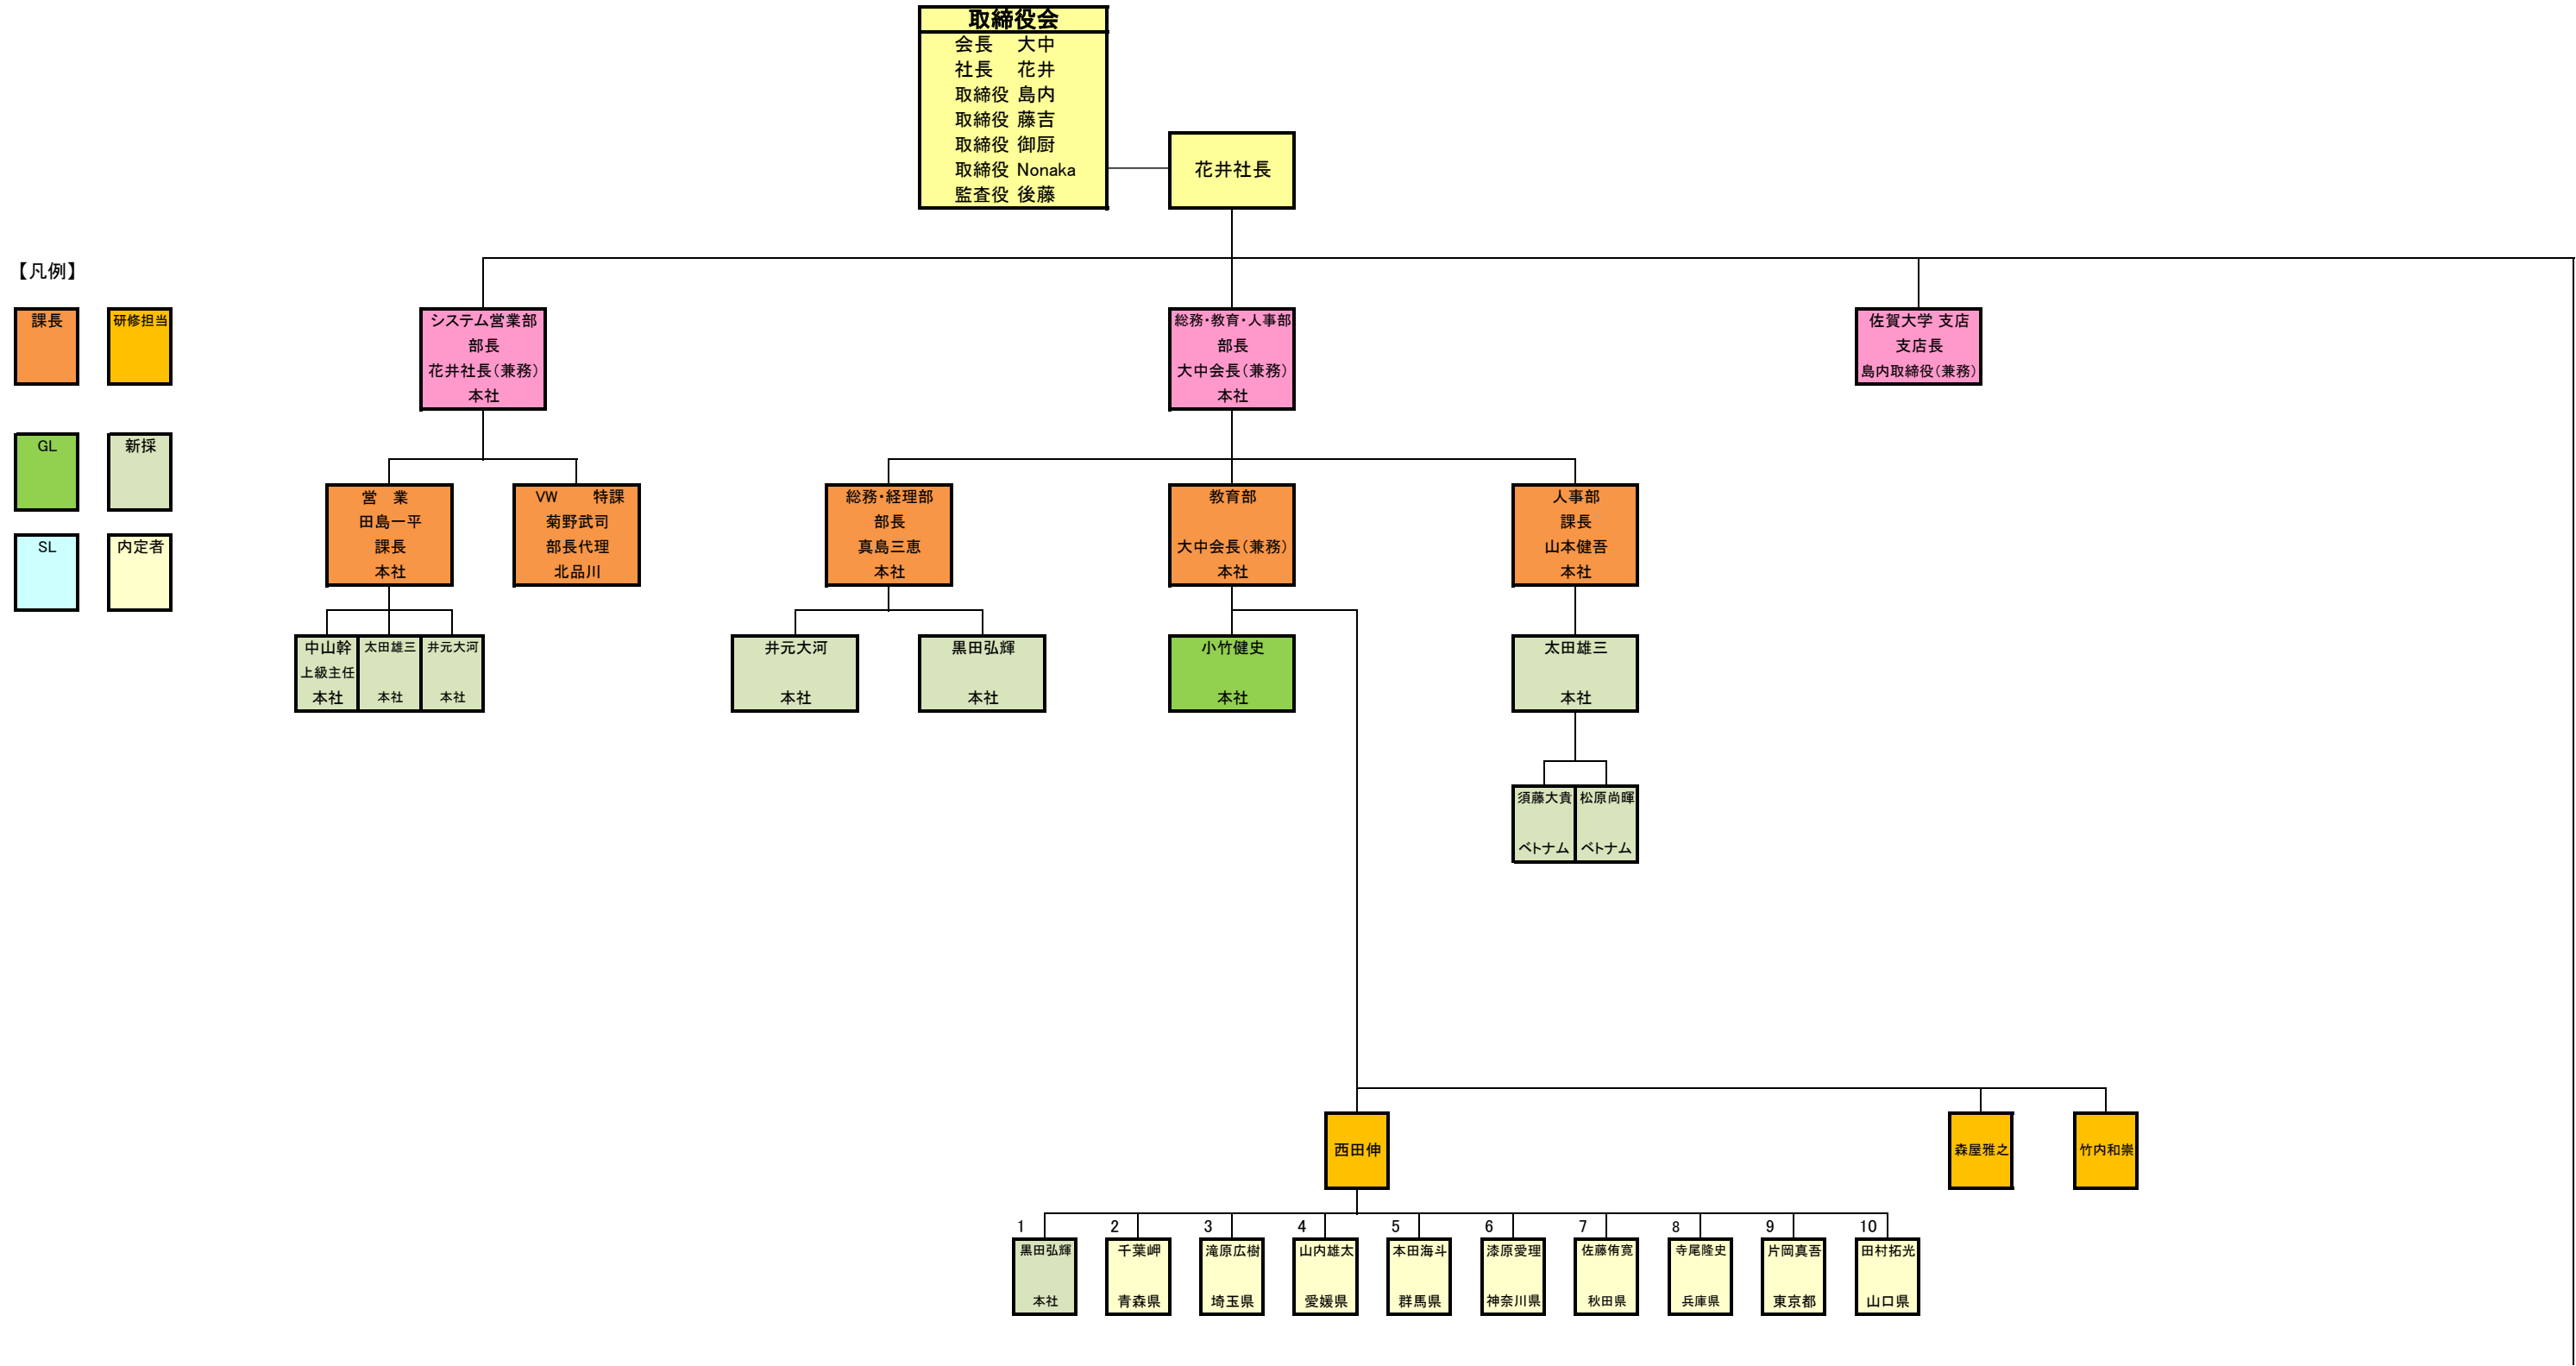 取締役会
会長 大中
社長 花井
取締役 島内
取締役 藤吉
取締役 御厨
取締役 Nonaka
監査役 後藤
花井社長
【凡例】
課長
研修担当
GL
新採
SL
内定者
システム営業部
部長
花井社長(兼務)
本社
総務・教育・人事部
部長
大中会長(兼務)
本社
佐賀大学 支店
支店長
島内取締役(兼務)
営 業
田島一平
課長
本社
VW 特課
菊野武司
部長代理
北品川
総務・経理部
部長
真島三恵
本社
教育部
大中会長(兼務)
本社
人事部
課長
山本健吾
本社
中山幹
上級主任
本社
太田雄三
本社
井元大河
本社
井元大河
本社
黒田弘輝
本社
小竹健史
本社
太田雄三
本社
須藤大貴
ベトナム
松原尚暉
ベトナム
西田伸
森屋雅之
竹内和崇
1
黒田弘輝
本社
2
千葉岬
青森県
3
滝原広樹
埼玉県
4
山内雄太
愛媛県
5
本田海斗
群馬県
6
漆原愛理
神奈川県
7
佐藤侑寛
秋田県
8
寺尾隆史
兵庫県
9
片岡真吾
東京都
10
田村拓光
山口県